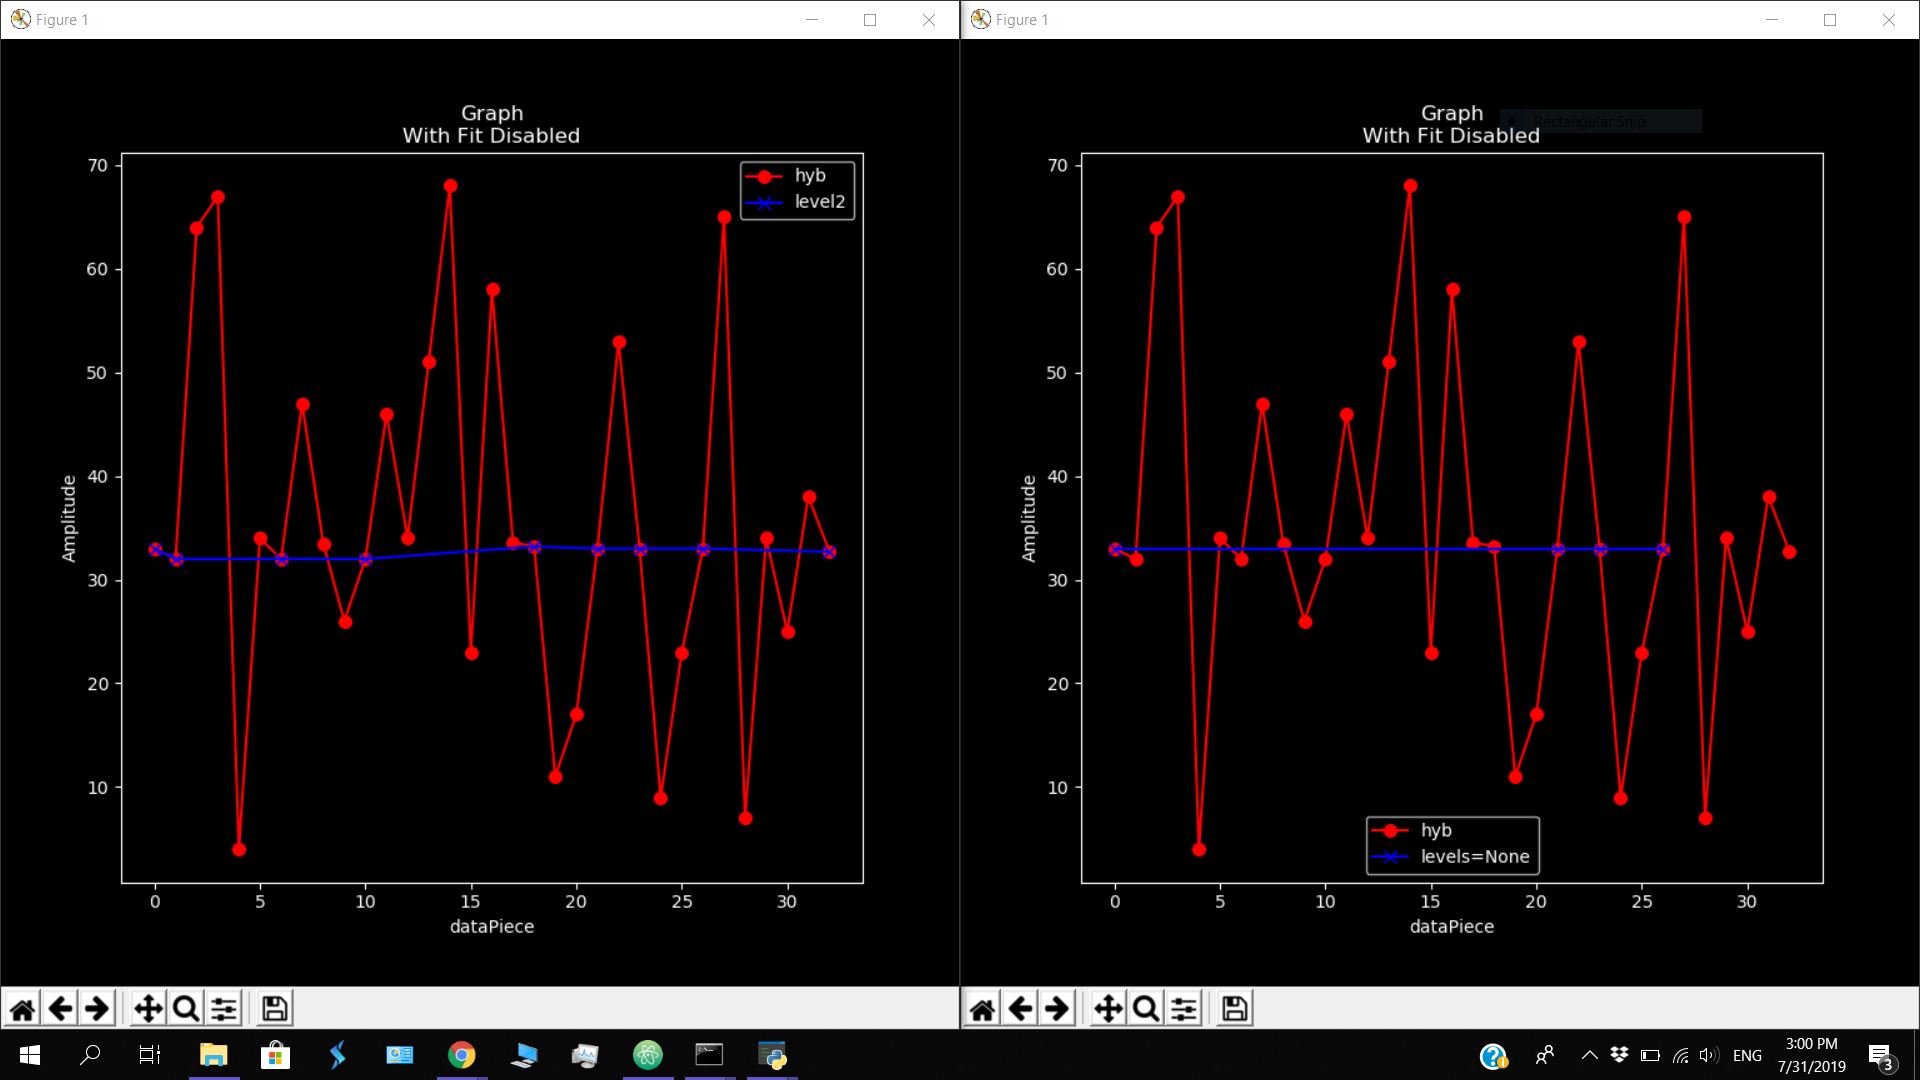 Figure 1
Graph
With Fit Disabled
70
60
50
40
30
20
10
Amplitude
hyb
level2
0 5 10 15 20 25 30
dataPiece
Figure 1
Rectangular Snip
Graph
With Fit Disabled
70
60
50
40
30
20
10
Amplitude
hyb
levels=None
0 5 10 15 20 25 30
dataPiece
ENG
3:00 PM
7/31/2019
3